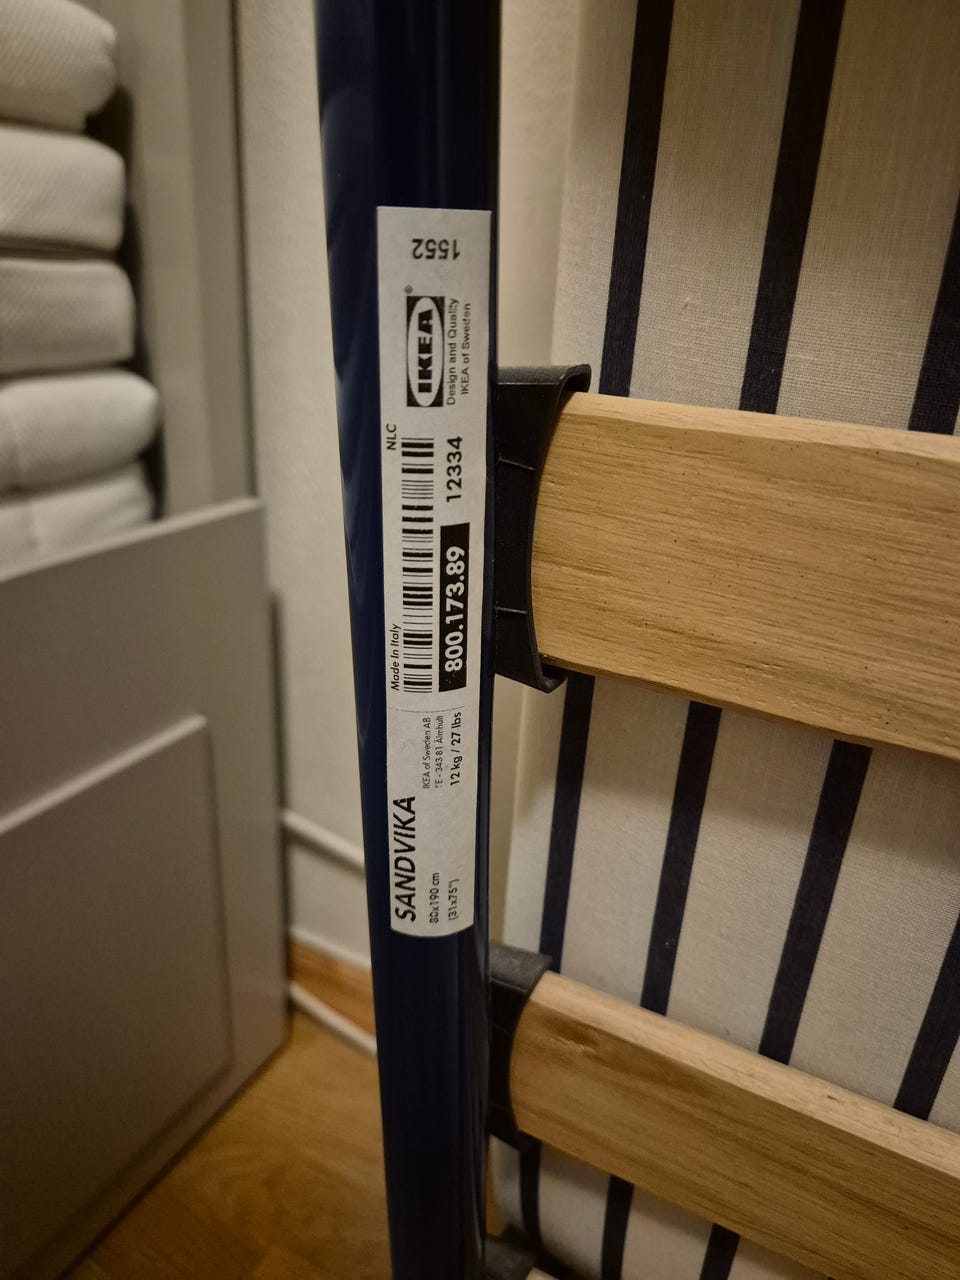 SANDVIKA
80x190 cm
(31x75")
IKEA of Sweden AB
SE - 343 81 Älmhult
12 kg / 27 lbs
Made in Italy
NLC
800.173.89
12334
IKEA®
Design and Quality
IKEA of Sweden
1552